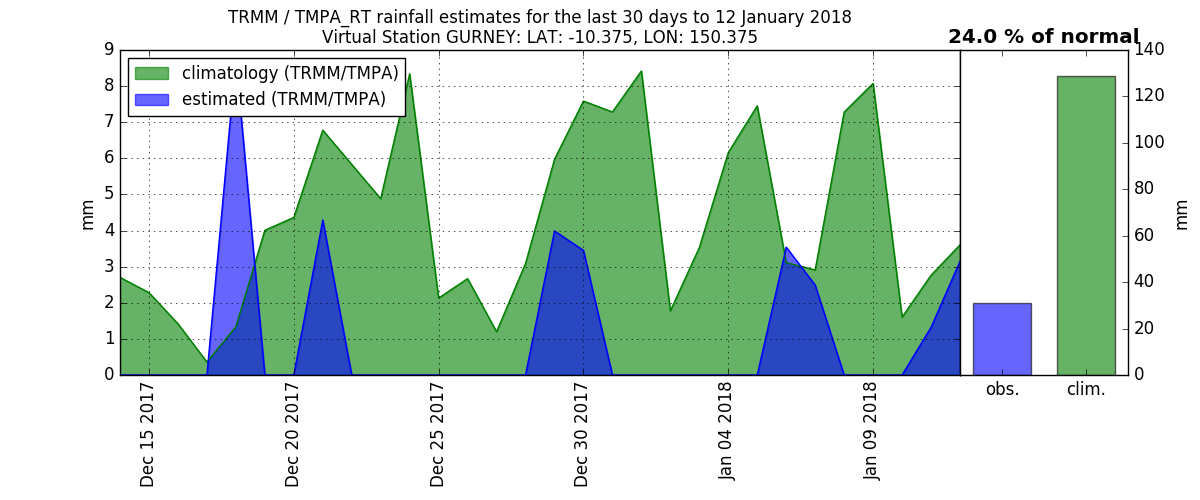 TRMM / TMPA_RT rainfall estimates for the last 30 days to 12 January 2018
Virtual Station GURNEY: LAT: -10.375, LON: 150.375
24.0 % of normal
climatology (TRMM/TMPA)
estimated (TRMM/TMPA)
mm
9
8
7
6
5
4
3
2
1
0
Dec 15 2017
Dec 20 2017
Dec 25 2017
Dec 30 2017
Jan 04 2018
Jan 09 2018
140
120
100
80
60
40
20
0
mm
obs.
clim.